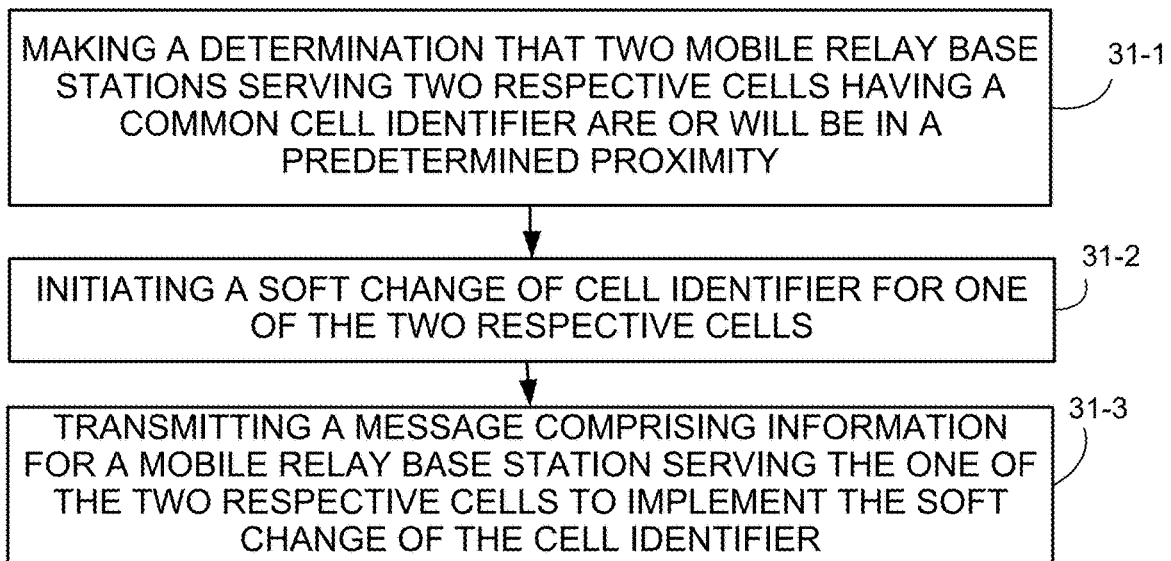 MAKING A DETERMINATION THAT TWO MOBILE RELAY BASE
STATIONS SERVING TWO RESPECTIVE CELLS HAVING A
COMMON CELL IDENTIFIER ARE OR WILL BE IN A
PREDETERMINED PROXIMITY
31-1
INITIATING A SOFT CHANGE OF CELL IDENTIFIER FOR ONE
OF THE TWO RESPECTIVE CELLS
31-2
TRANSMITTING A MESSAGE COMPRISING INFORMATION
FOR A MOBILE RELAY BASE STATION SERVING THE ONE OF
THE TWO RESPECTIVE CELLS TO IMPLEMENT THE SOFT
CHANGE OF THE CELL IDENTIFIER
31-3